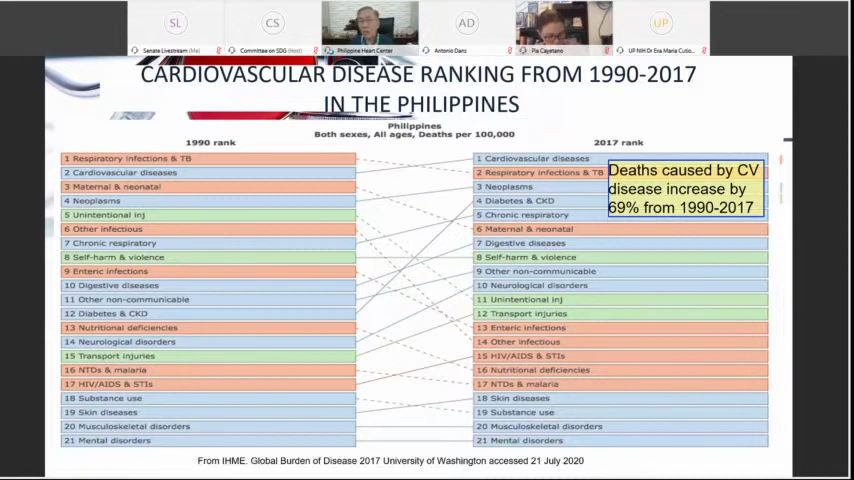 SL
CS
AD
UP
Senate Livestream (Me)
Committee on SDG (Host)
Philippine Heart Center
Antonio Dans
Pia Cayetano
UP NIH Dr Eva Maria Cutio...
CARDIOVASCULAR DISEASE RANKING FROM 1990-2017
IN THE PHILIPPINES
Philippines
Both sexes, All ages, Deaths per 100,000
1990 rank
1 Respiratory infections & TB
2 Cardiovascular diseases
3 Maternal & neonatal
4 Neoplasms
5 Unintentional inj
6 Other infectious
7 Chronic respiratory
8 Self-harm & violence
9 Enteric infections
10 Digestive diseases
11 Other non-communicable
12 Diabetes & CKD
13 Nutritional deficiencies
14 Neurological disorders
15 Transport injuries
16 NTDs & malaria
17 HIV/AIDS & STIs
18 Substance use
19 Skin diseases
20 Musculoskeletal disorders
21 Mental disorders
2017 rank
1 Cardiovascular diseases
2 Respiratory infections & TB
3 Neoplasms
4 Diabetes & CKD
5 Chronic respiratory
6 Maternal & neonatal
7 Digestive diseases
8 Self-harm & violence
9 Other non-communicable
10 Neurological disorders
11 Unintentional inj
12 Transport injuries
13 Enteric infections
14 Other infectious
15 HIV/AIDS & STIs
16 Nutritional deficiencies
17 NTDs & malaria
18 Skin diseases
19 Substance use
20 Musculoskeletal disorders
21 Mental disorders
Deaths caused by CV
disease increase by
69% from 1990-2017
From IHME. Global Burden of Disease 2017 University of Washington accessed 21 July 2020